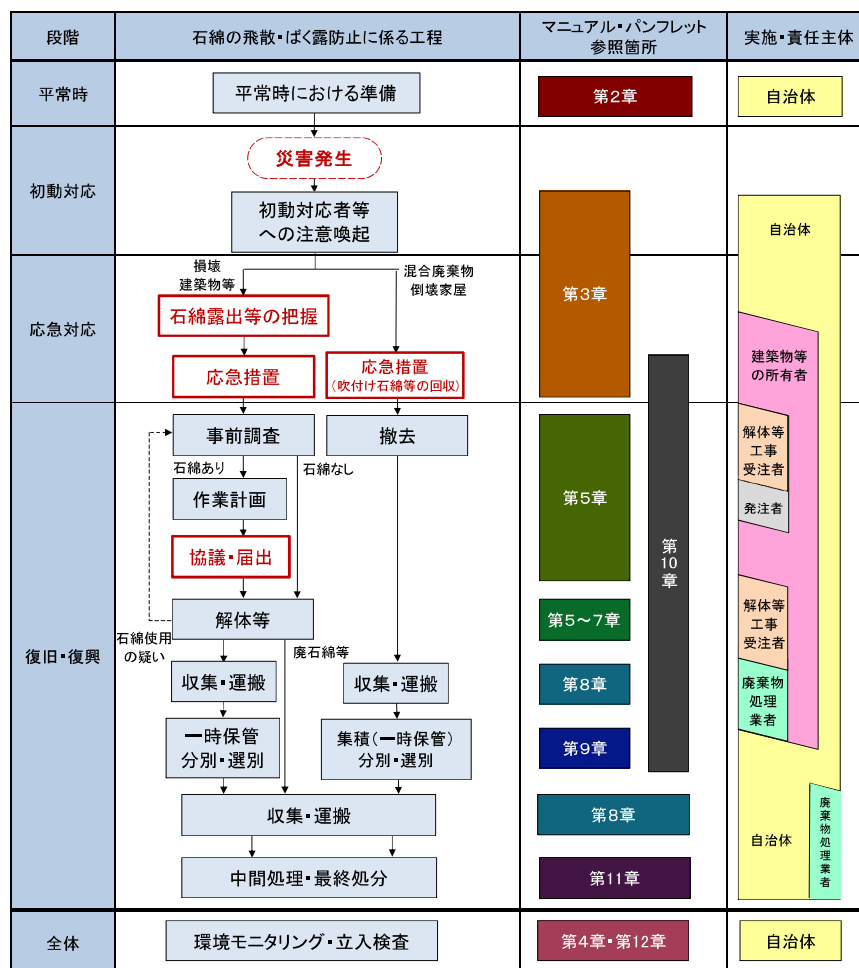 段階
石綿の飛散・ばく露防止に係る工程
マニュアル・パンフレット
参照箇所
実施・責任主体
平常時
平常時における準備
第2章
自治体
初動対応
災害発生
初動対応者等
への注意喚起
自治体
応急対応
損壊
建築物等
混合廃棄物
倒壊家屋
石綿露出等の把握
応急措置
応急措置
(吹付け石綿等の回収)
第3章
建築物等
の所有者
復旧・復興
事前調査
撤去
石綿あり
石綿なし
作業計画
協議・届出
解体等
石綿使用
の疑い
廃石綿等
収集・運搬
収集・運搬
一時保管
分別・選別
集積(一時保管)
分別・選別
収集・運搬
中間処理・最終処分
第5章
第10章
第5~7章
第8章
第9章
第8章
第11章
解体等
工事
受注者
発注者
解体等
工事
受注者
廃棄物
処理
業者
自治体
廃棄物処理業者
全体
環境モニタリング・立入検査
第4章・第12章
自治体